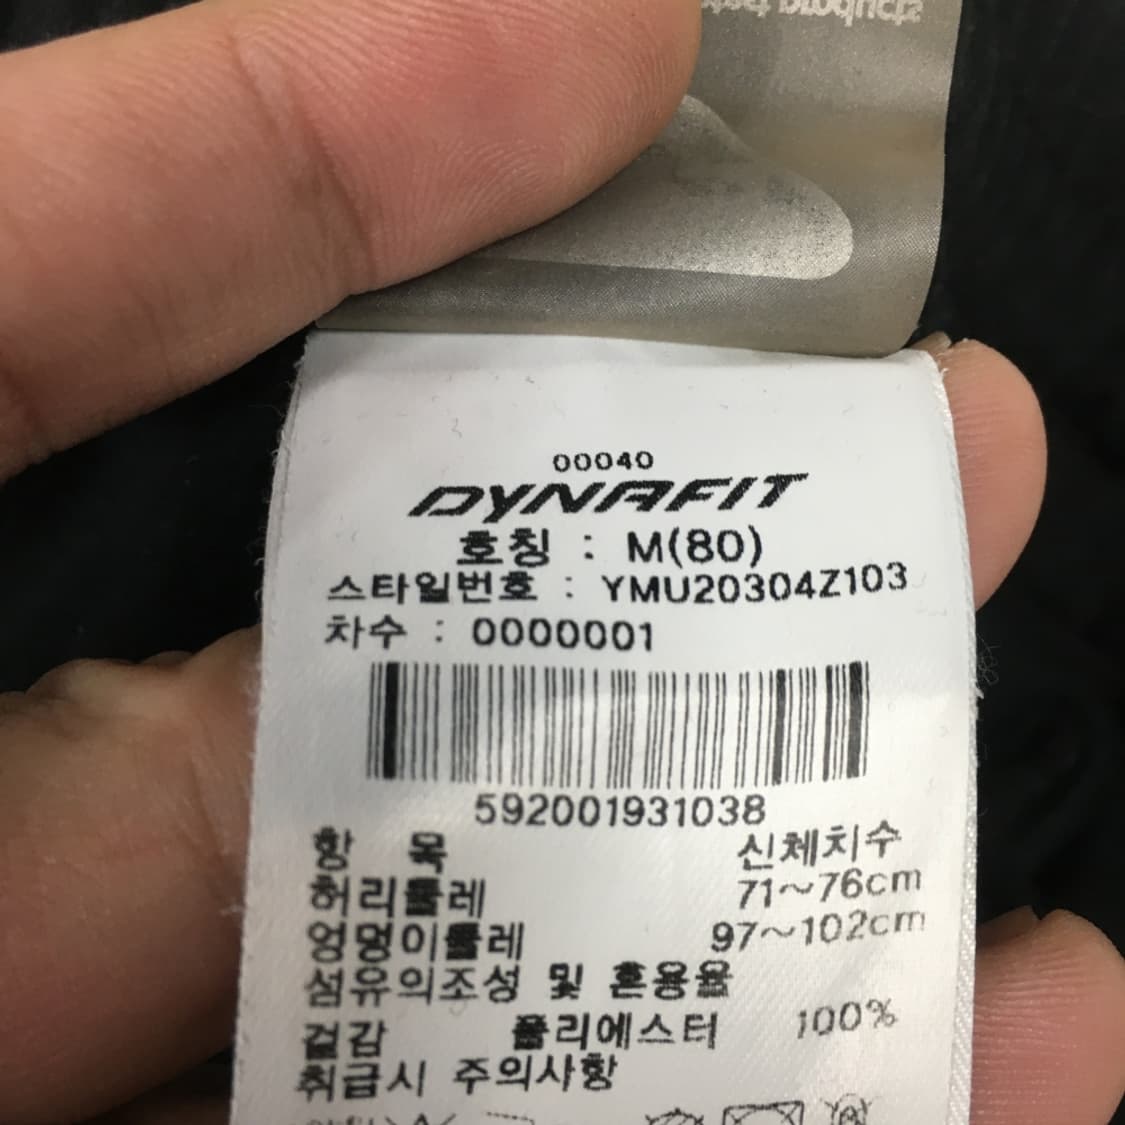 products
00040
DYNAFIT
호칭 : M(80)
스타일번호 : YMU20304Z103
차수 : 0000001
592001931038
항 목 신체치수
허리둘레 71~76cm
엉덩이둘레 97~102cm
섬유의조성 및 혼용율
겉감 폴리에스터 100%
취급시 주의사항